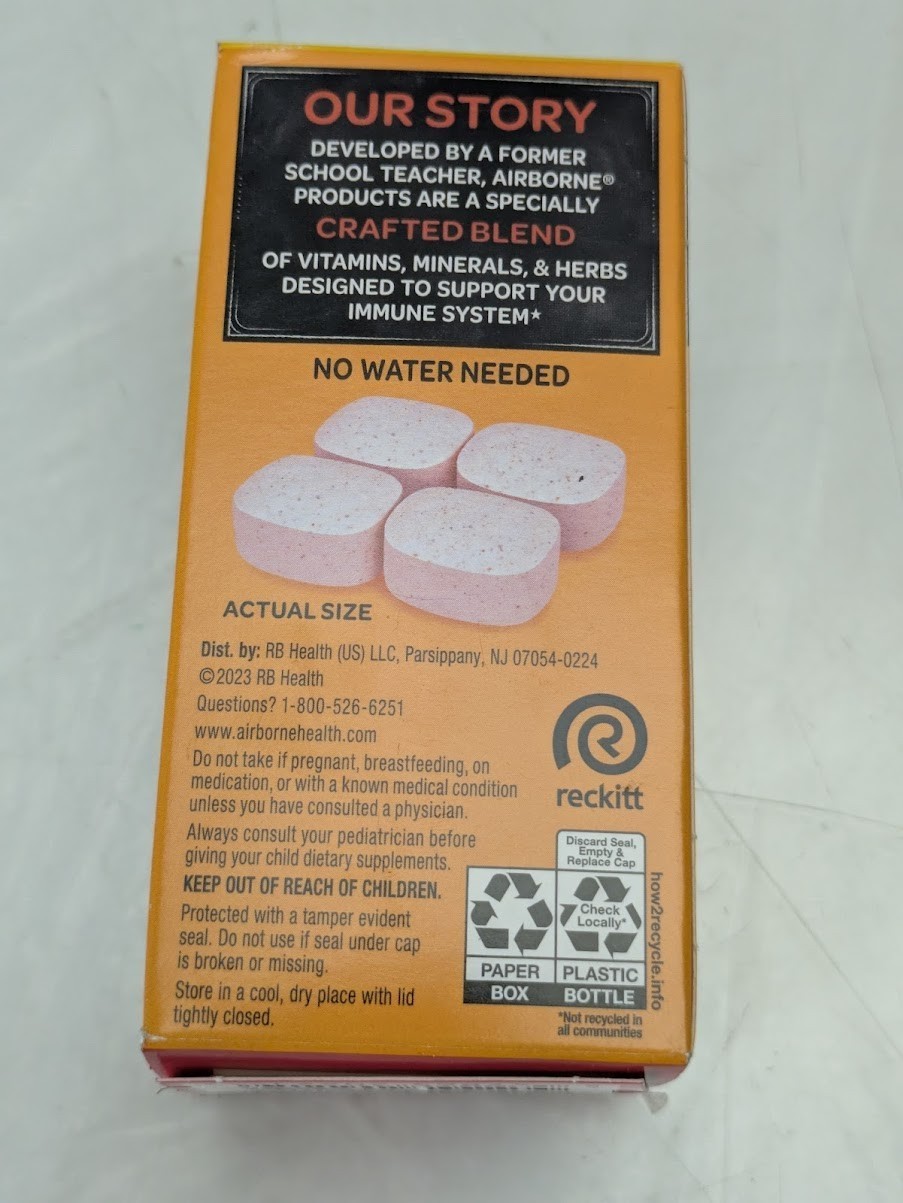 OUR STORY
DEVELOPED BY A FORMER
SCHOOL TEACHER, AIRBORNE®
PRODUCTS ARE A SPECIALLY
CRAFTED BLEND
OF VITAMINS, MINERALS, & HERBS
DESIGNED TO SUPPORT YOUR
IMMUNE SYSTEM*
NO WATER NEEDED
ACTUAL SIZE
Dist. by: RB Health (US) LLC, Parsippany, NJ 07054-0224
©2023 RB Health
Questions? 1-800-526-6251
www.airbornehealth.com
Do not take if pregnant, breastfeeding, on
medication, or with a known medical condition
unless you have consulted a physician.
Always consult your pediatrician before
giving your child dietary supplements.
KEEP OUT OF REACH OF CHILDREN.
Protected with a tamper evident
seal. Do not use if seal under cap
is broken or missing.
Store in a cool, dry place with lid
tightly closed.
reckitt
Discard Seal,
Empty &
Replace Cap
Check
Locally*
PAPER
BOX
PLASTIC
BOTTLE
*Not recycled in
all communities
how2recycle.info